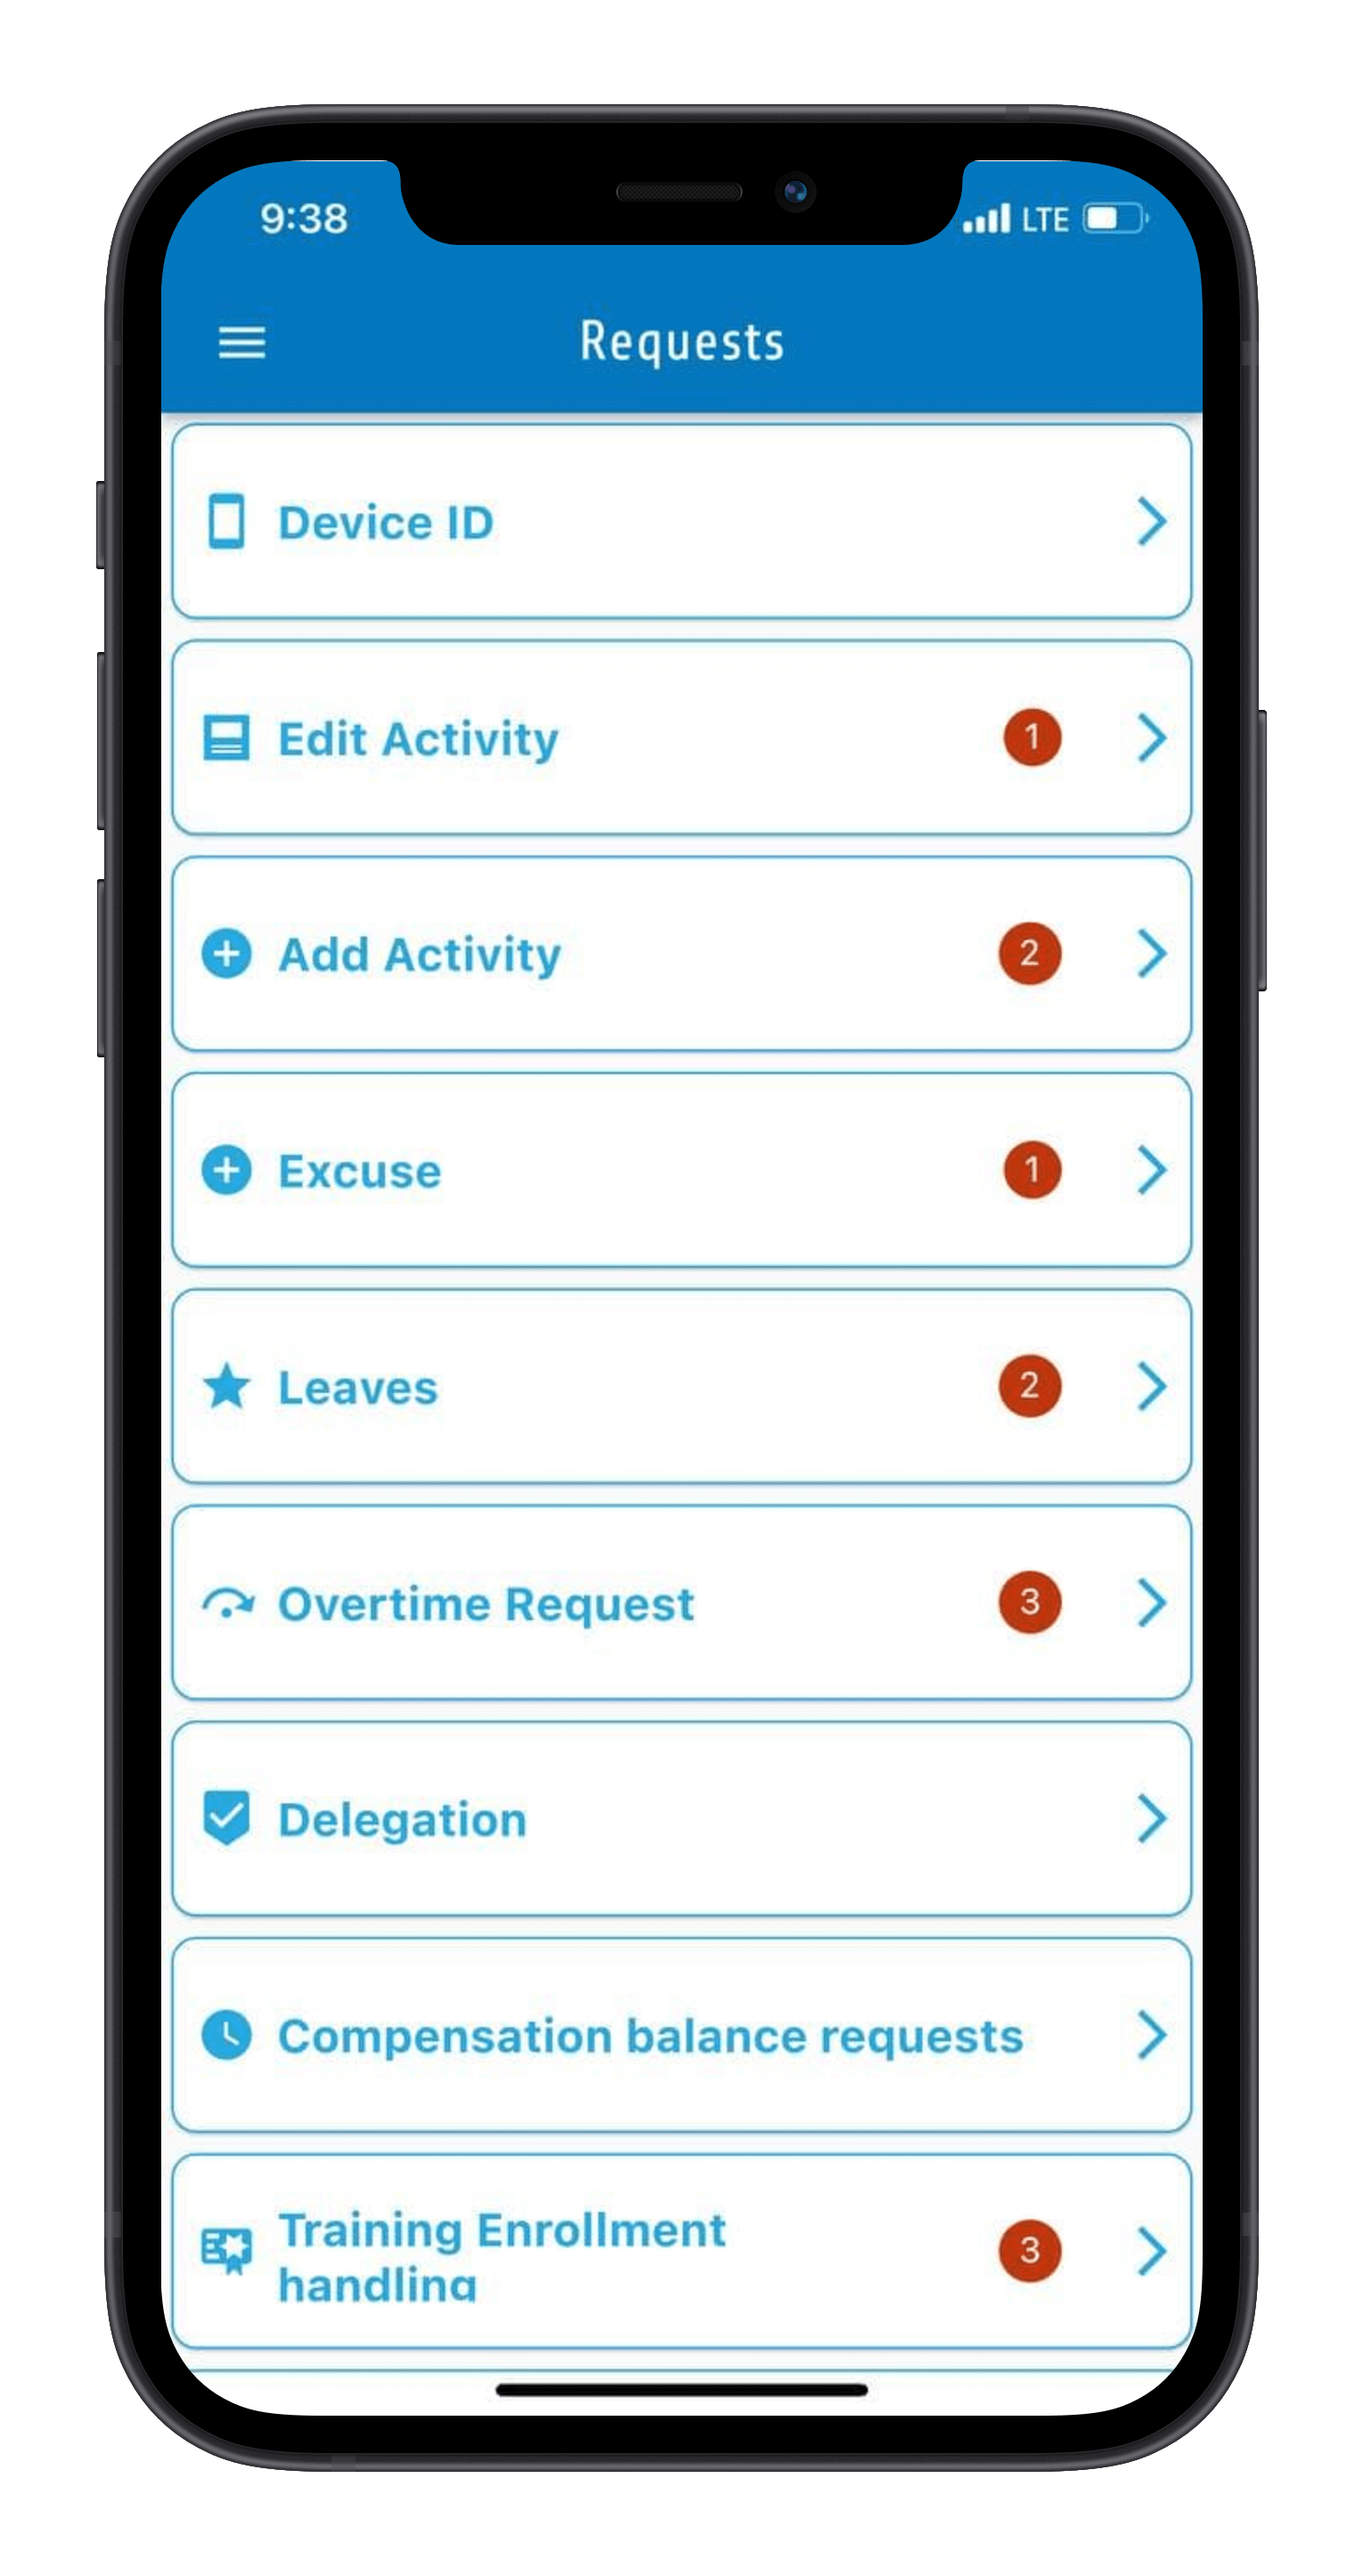 9:38 LTE
Requests
Device ID
Edit Activity 1
Add Activity 2
Excuse 1
Leaves 2
Overtime Request 3
Delegation
Compensation balance requests
Training Enrollment
handling 3